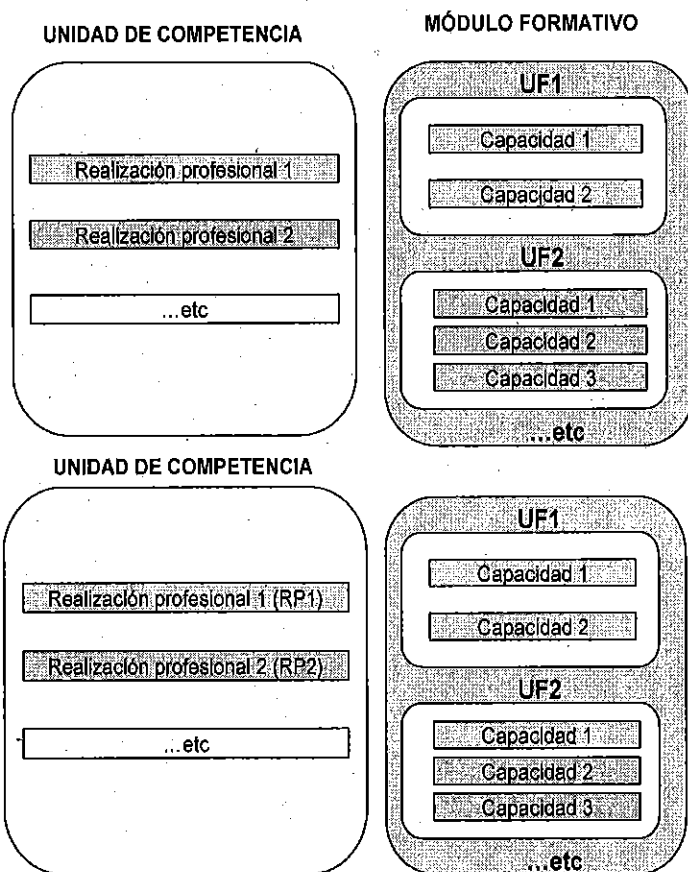 UNIDAD DE COMPETENCIA
Realización profesional 1
Realización profesional 2
...etc
MÓDULO FORMATIVO
UF1
Capacidad 1
Capacidad 2
UF2
Capacidad 1
Capacidad 2
Capacidad 3
...etc
UNIDAD DE COMPETENCIA
Realización profesional 1 (RP1)
Realización profesional 2 (RP2)
...etc
UF1
Capacidad 1
Capacidad 2
UF2
Capacidad 1
Capacidad 2
Capacidad 3
...etc